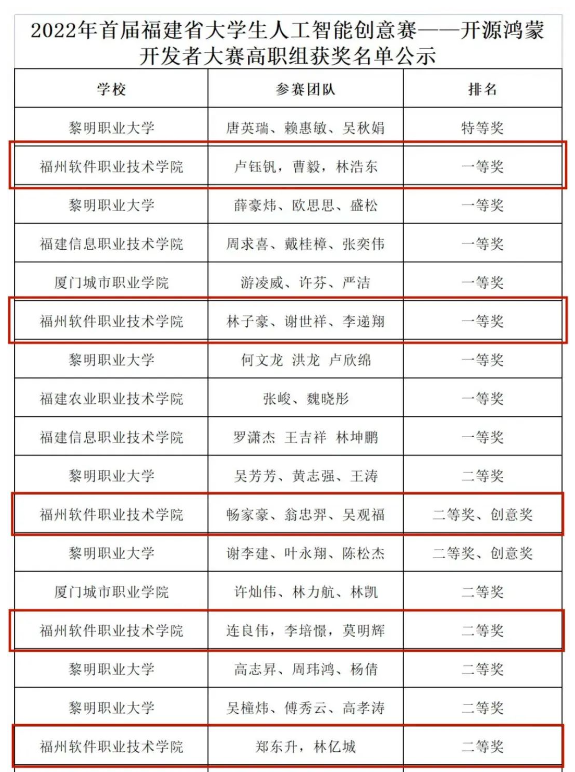 2022年首届福建省大学生人工智能创意赛——开源鸿蒙
开发者大赛高职组获奖名单公示
学校 参赛团队 排名
黎明职业大学 唐英瑞、赖惠敏、吴秋娟 特等奖
福州软件职业技术学院 卢钰钒，曹毅，林浩东 一等奖
黎明职业大学 薛豪炜、欧思思、盛松 一等奖
福建信息职业技术学院 周求喜、戴桂樟、张奕伟 一等奖
厦门城市职业学院 游凌威、许芬、严洁 一等奖
福州软件职业技术学院 林子豪、谢世祥、李递翔 一等奖
黎明职业大学 何文龙 洪龙 卢欣绵 一等奖
福建农业职业技术学院 张峻、魏晓彤 一等奖
福建信息职业技术学院 罗潇杰 王吉祥 林坤鹏 一等奖
黎明职业大学 吴芳芳、黄志强、王涛 二等奖
福州软件职业技术学院 畅家豪、翁忠羿、吴观福 二等奖、创意奖
黎明职业大学 谢李建、叶永翔、陈松杰 二等奖、创意奖
厦门城市职业学院 许灿伟、林力航、林凯 二等奖
福州软件职业技术学院 连良伟，李培憬，莫明辉 二等奖
黎明职业大学 高志昇、周玮鸿、杨倩 二等奖
黎明职业大学 吴橦炜、傅秀云、高孝涛 二等奖
福州软件职业技术学院 郑东升，林亿城 二等奖